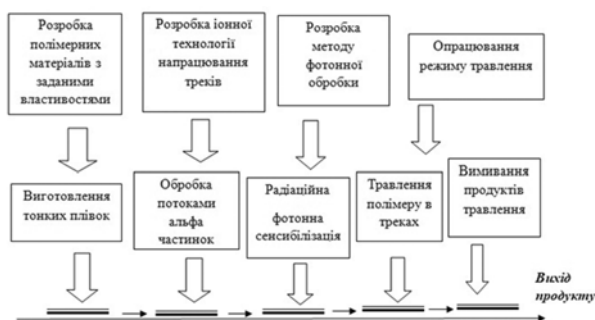 Розробка
полімерних
матеріалів з
заданими
властивостями
Розробка іонної
технології
напрацювання
треків
Розробка
методу
фотонної
обробки
Опрацювання
режиму травлення
Виготовлення
тонких плівок
Обробка
потоками
альфа
частинок
Радіаційна
фотонна
сенсибілізація
Травлення
полімеру в
треках
Вимивання
продуктів
травлення
Вихід
продукту